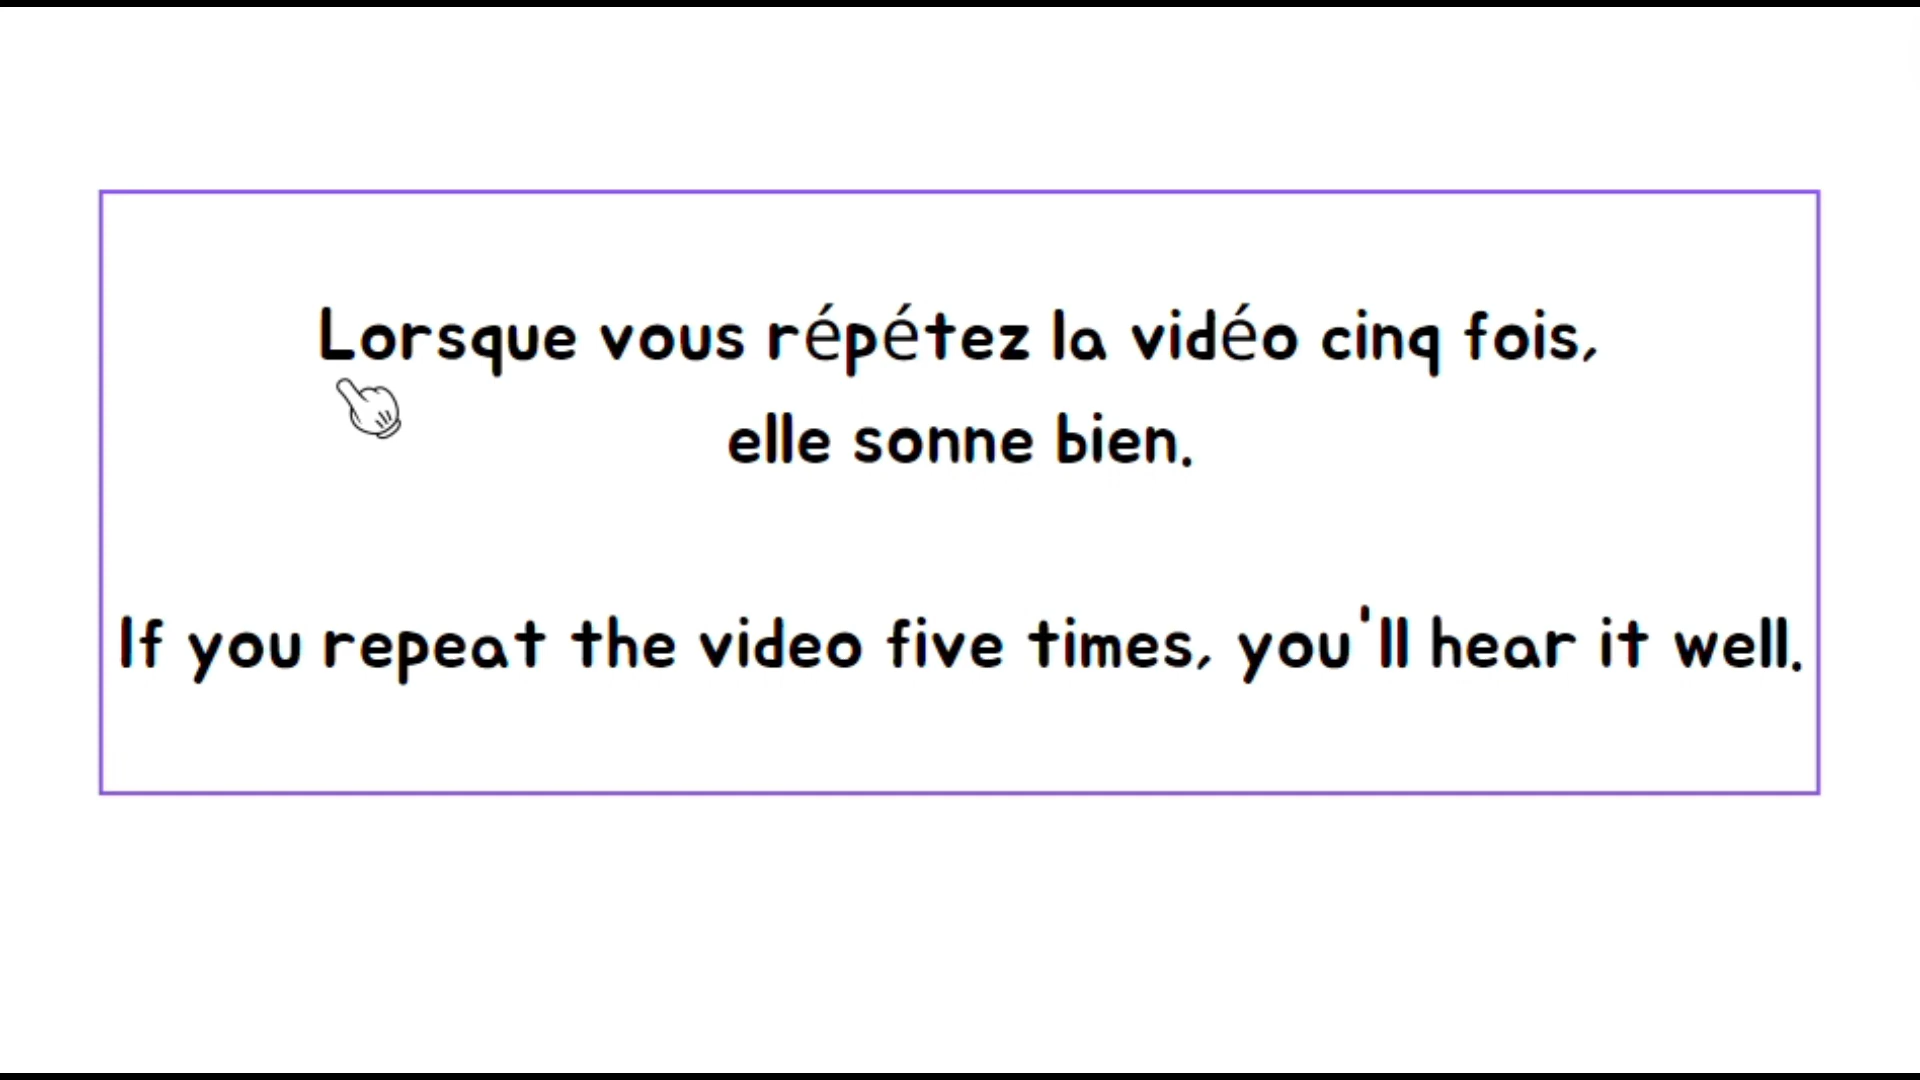 Lorsque vous répétez la vidéo cinq fois,
elle sonne bien.
If you repeat the video five times, you'll hear it well.